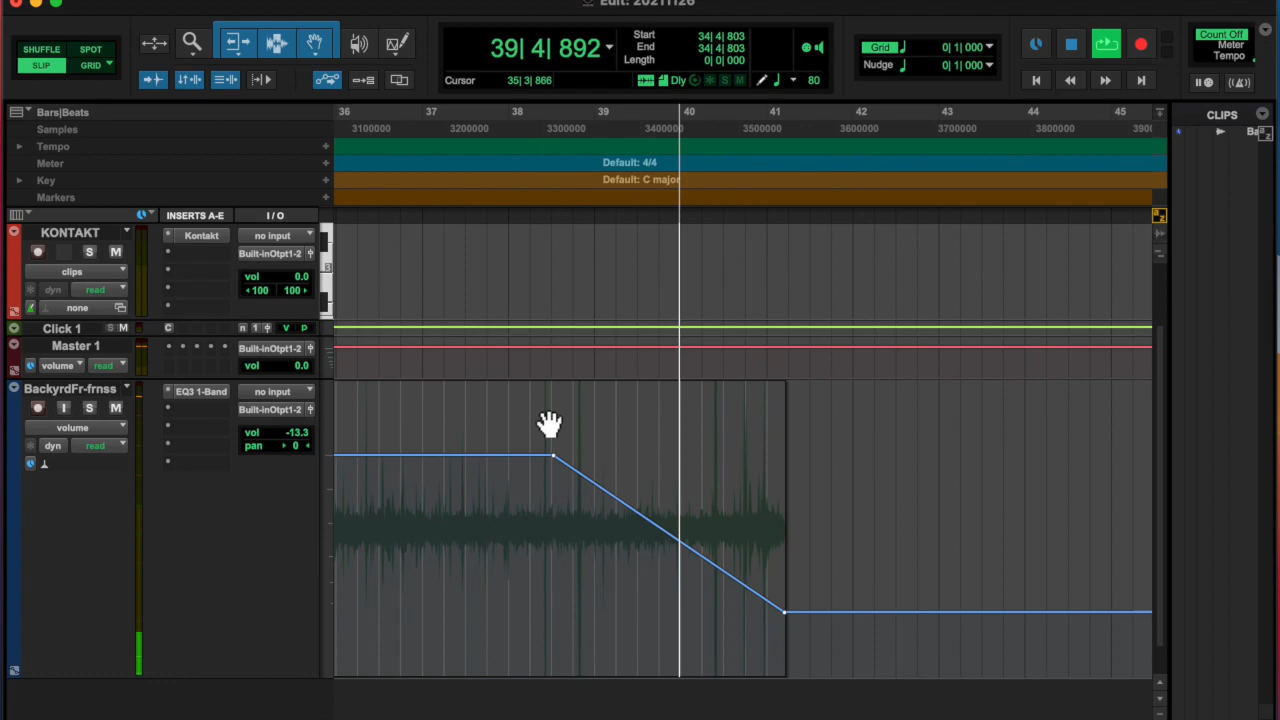 Edit: 20211126
SHUFFLE SPOT
SLIP GRID
39| 4| 892
Start 34| 4| 803
End 34| 4| 803
Length 0| 0| 000
Cursor 35| 3| 866
Dly S M 80
Grid 0| 1| 000
Nudge 0| 1| 000
Count Off
Meter
Tempo
Bars|Beats 36 37 38 39 40 41 42 43 44 45
Samples 3100000 3200000 3300000 3400000 3500000 3600000 3700000 3800000 3900
Tempo
Meter Default: 4/4
Key Default: C major
Markers
CLIPS
Ba
a z
INSERTS A-E I / O
a z
KONTAKT Kontakt no input
S M Built-inOtpt1-2
clips vol 0.0
dyn read 100 100
none
Click 1 S M C n 1 v p
Master 1 Built-inOtpt1-2
volume read vol 0.0
BackyrdFr-frnss EQ3 1-Band no input
I S M Built-inOtpt1-2
volume vol -13.3
dyn read pan 0